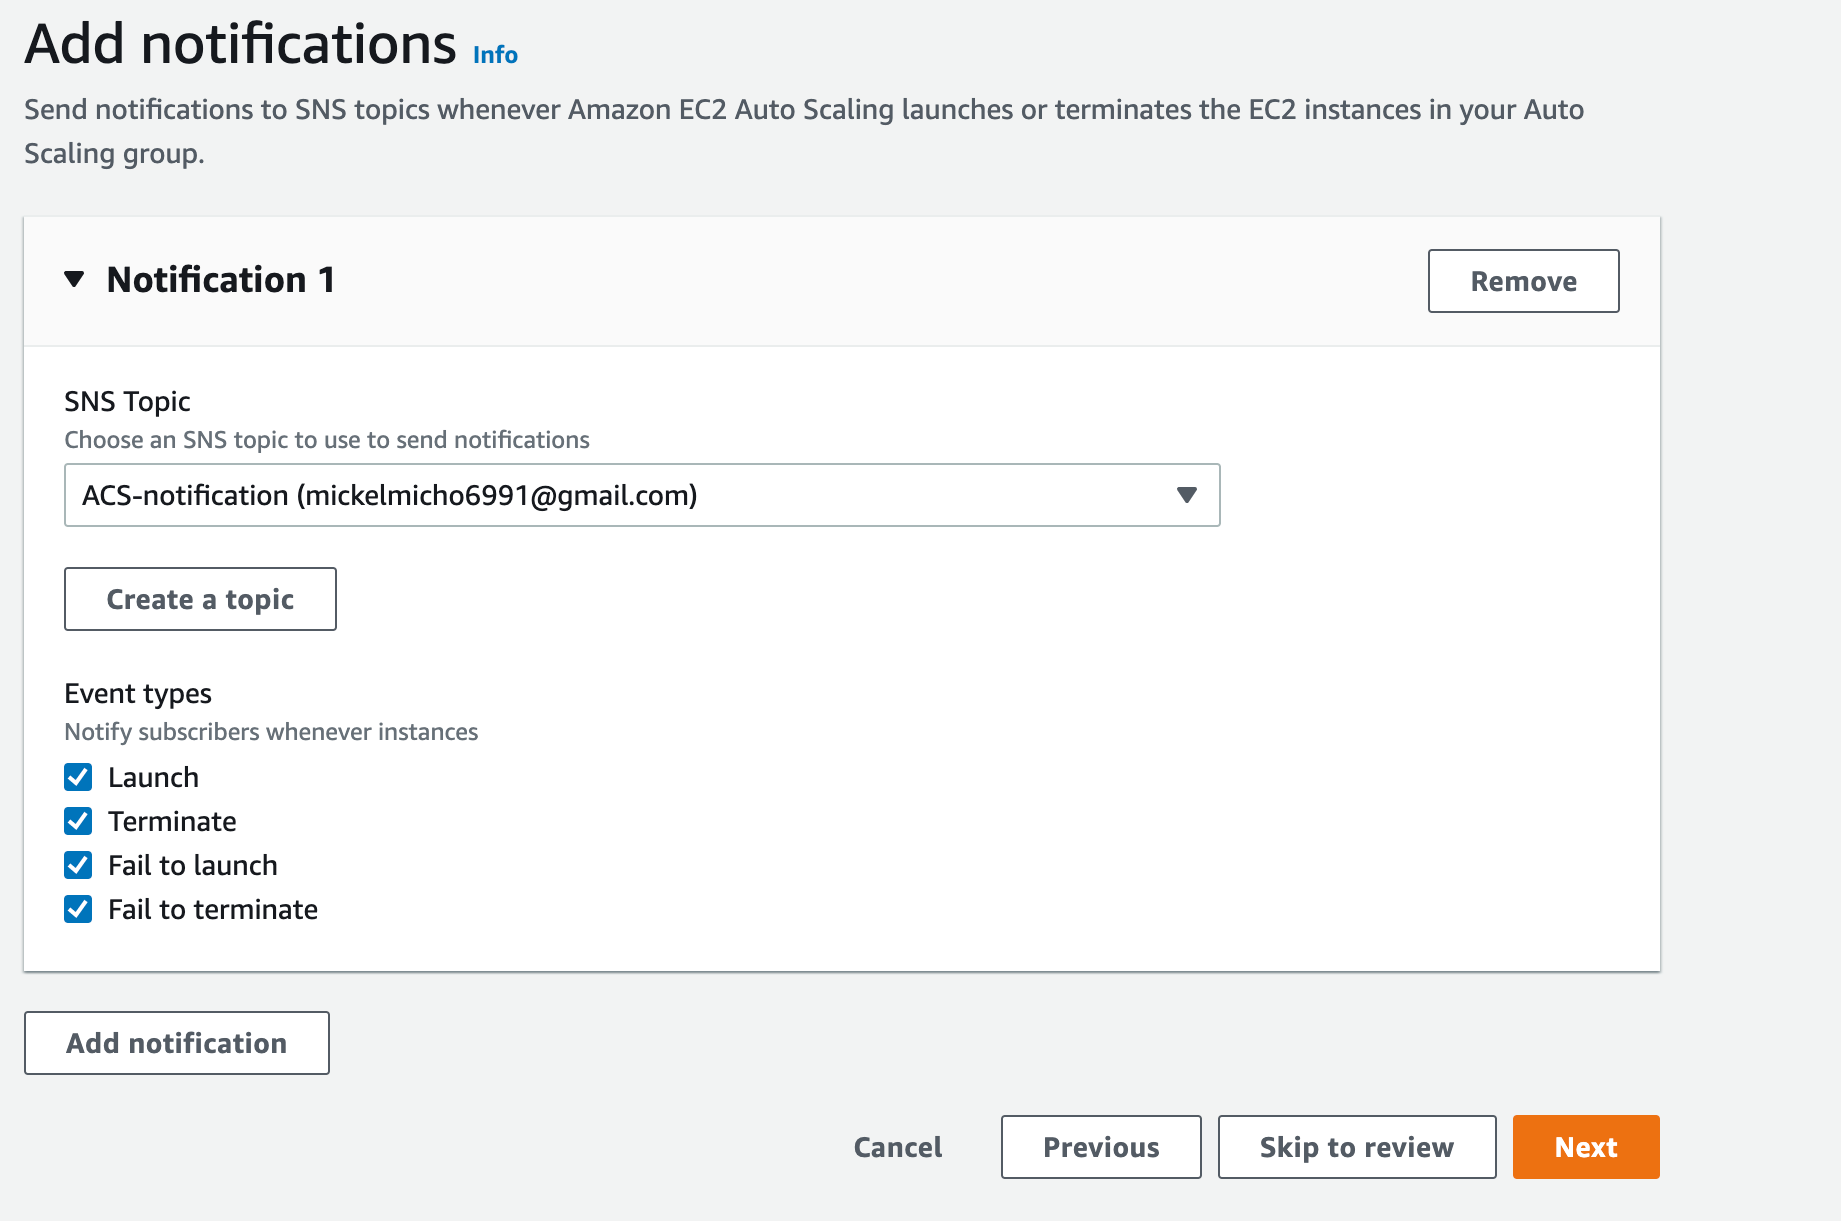 Add notifications Info
Send notifications to SNS topics whenever Amazon EC2 Auto Scaling launches or terminates the EC2 instances in your Auto
Scaling group.
Notification 1
Remove
SNS Topic
Choose an SNS topic to use to send notifications
ACS-notification (mickelmicho6991@gmail.com)
Create a topic
Event types
Notify subscribers whenever instances
Launch
Terminate
Fail to launch
Fail to terminate
Add notification
Cancel
Previous
Skip to review
Next